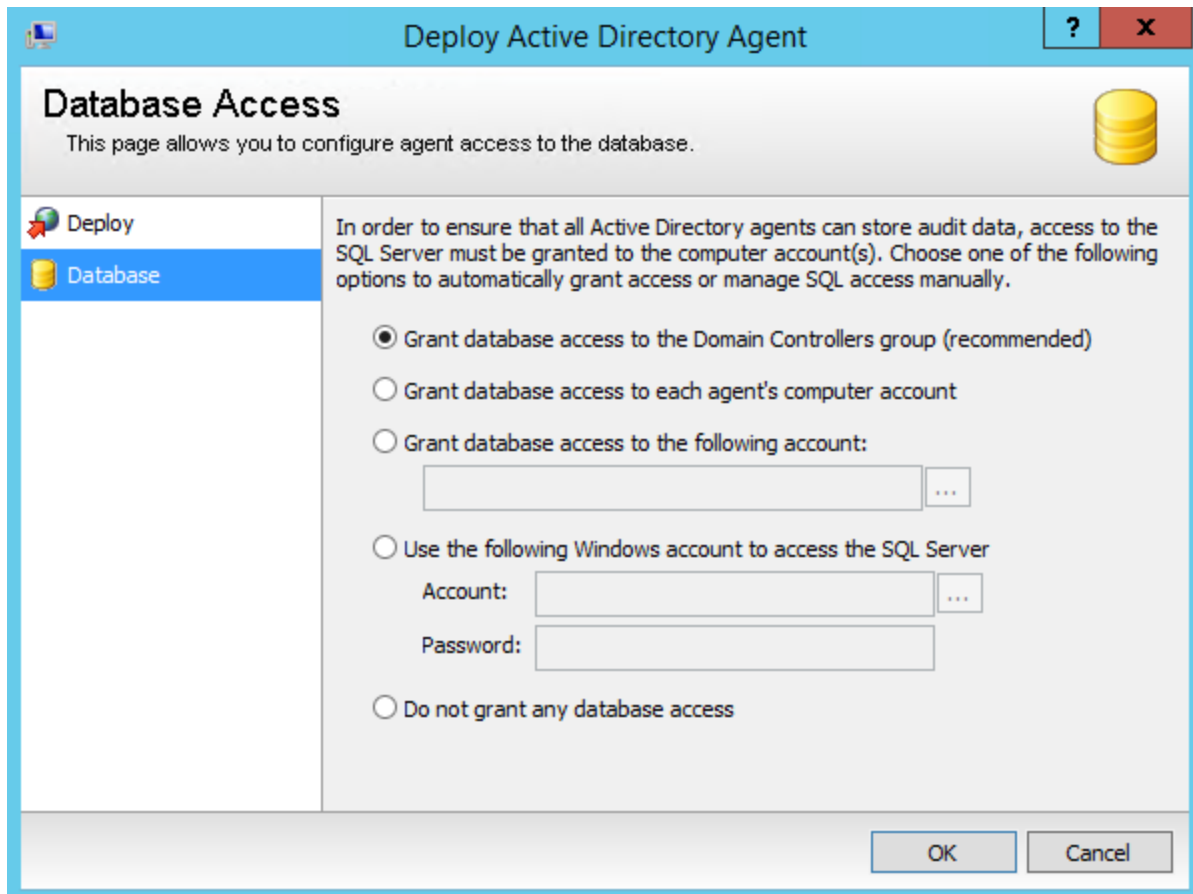 Deploy Active Directory Agent
?
x
Database Access
This page allows you to configure agent access to the database.
Deploy
Database
In order to ensure that all Active Directory agents can store audit data, access to the
SQL Server must be granted to the computer account(s). Choose one of the following
options to automatically grant access or manage SQL access manually.
Grant database access to the Domain Controllers group (recommended)
Grant database access to each agent's computer account
Grant database access to the following account:
...
Use the following Windows account to access the SQL Server
Account:
...
Password:
Do not grant any database access
OK
Cancel